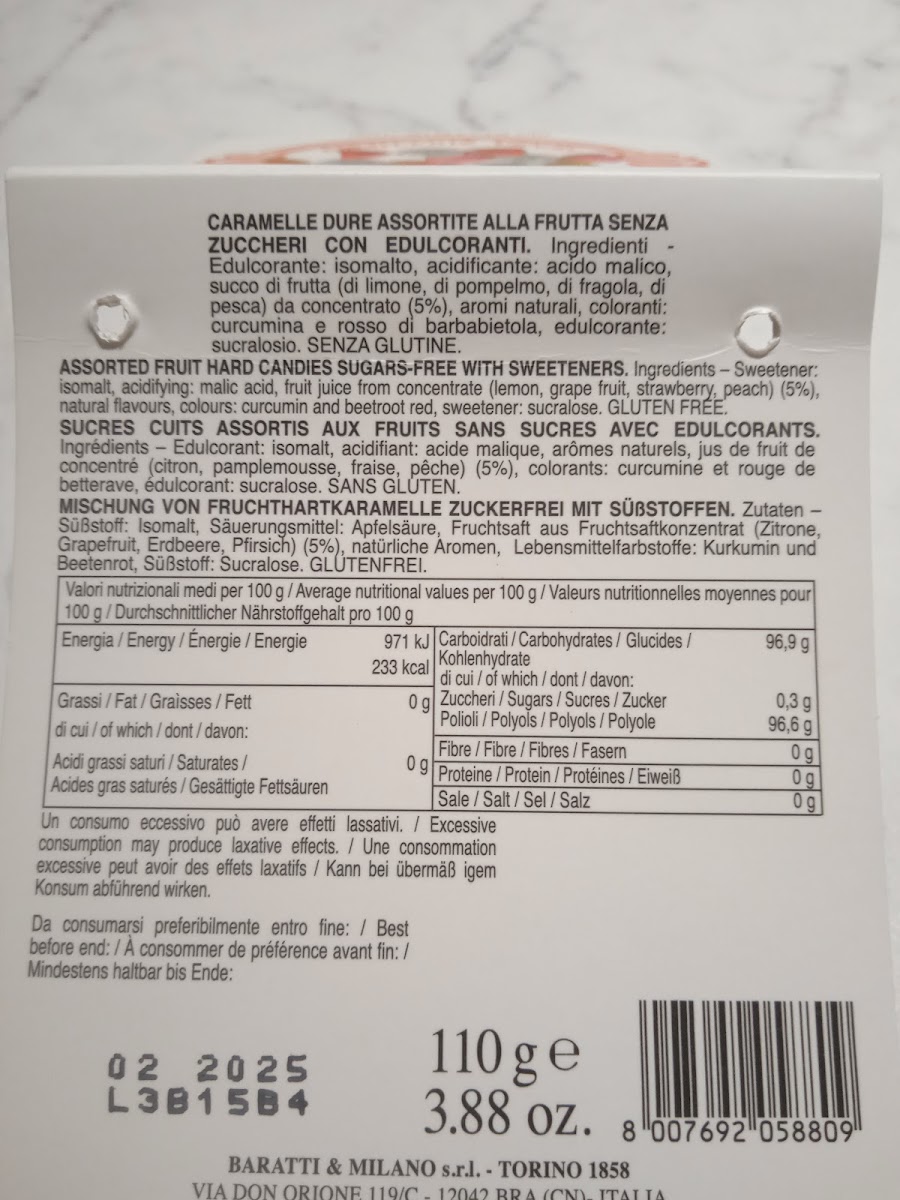 CARAMELLE DURE ASSORTITE ALLA FRUTTA SENZA
ZUCCHERI CON EDULCORANTI. Ingredienti -
Edulcorante: isomalto, acidificante: acido malico,
succo di frutta (di limone, di pompelmo, di fragola, di
pesca) da concentrato (5%), aromi naturali, coloranti:
curcumina e rosso di barbabietola, edulcorante:
sucralosio. SENZA GLUTINE.
ASSORTED FRUIT HARD CANDIES SUGARS-FREE WITH SWEETENERS. Ingredients – Sweetener:
isomalt, acidifying: malic acid, fruit juice from concentrate (lemon, grape fruit, strawberry, peach) (5%),
natural flavours, colours: curcumin and beetroot red, sweetener: sucralose. GLUTEN FREE.
SUCRES CUITS ASSORTIS AUX FRUITS SANS SUCRES AVEC EDULCORANTS.
Ingrédients – Edulcorant: isomalt, acidifiant: acide malique, arômes naturels, jus de fruit de
concentré (citron, pamplemousse, fraise, pêche) (5%), colorants: curcumine et rouge de
betterave, édulcorant: sucralose. SANS GLUTEN.
MISCHUNG VON FRUCHTHARTKARAMELLE ZUCKERFREI MIT SÜßSTOFFEN. Zutaten –
Süßstoff: Isomalt, Säuerungsmittel: Apfelsäure, Fruchtsaft aus Fruchtsaftkonzentrat (Zitrone,
Grapefruit, Erdbeere, Pfirsich) (5%), natürliche Aromen, Lebensmittelfarbstoffe: Kurkumin und
Beetenrot, Süßstoff: Sucralose. GLUTENFREI.
Valori nutrizionali medi per 100 g / Average nutritional values per 100 g / Valeurs nutritionnelles moyennes pour
100 g / Durchschnittlicher Nährstoffgehalt pro 100 g
Energia / Energy / Énergie / Energie 971 kJ
233 kcal
Grassi / Fat / Graìsses / Fett 0 g
di cui / of which / dont / davon:
Acidi grassi saturi / Saturates / 0 g
Acides gras saturés / Gesättigte Fettsäuren
Carboidrati / Carbohydrates / Glucides / 96,9 g
Kohlenhydrate
di cui / of which / dont / davon:
Zuccheri / Sugars / Sucres / Zucker 0,3 g
Polioli / Polyols / Polyols / Polyole 96,6 g
Fibre / Fibre / Fibres / Fasern 0 g
Proteine / Protein / Protéines / Eiweiß 0 g
Sale / Salt / Sel / Salz 0 g
Un consumo eccessivo può avere effetti lassativi. / Excessive
consumption may produce laxative effects. / Une consommation
excessive peut avoir des effets laxatifs / Kann bei übermäß igem
Konsum abführend wirken.
Da consumarsi preferibilmente entro fine: / Best
before end: / À consommer de préférence avant fin: /
Mindestens haltbar bis Ende:
02 2025
L3B15B4
110 g e
3.88 oz.
8 007692 058809
BARATTI & MILANO s.r.l. - TORINO 1858
VIA DON ORIONE 119/C - 12042 BRA (CN)- ITALIA